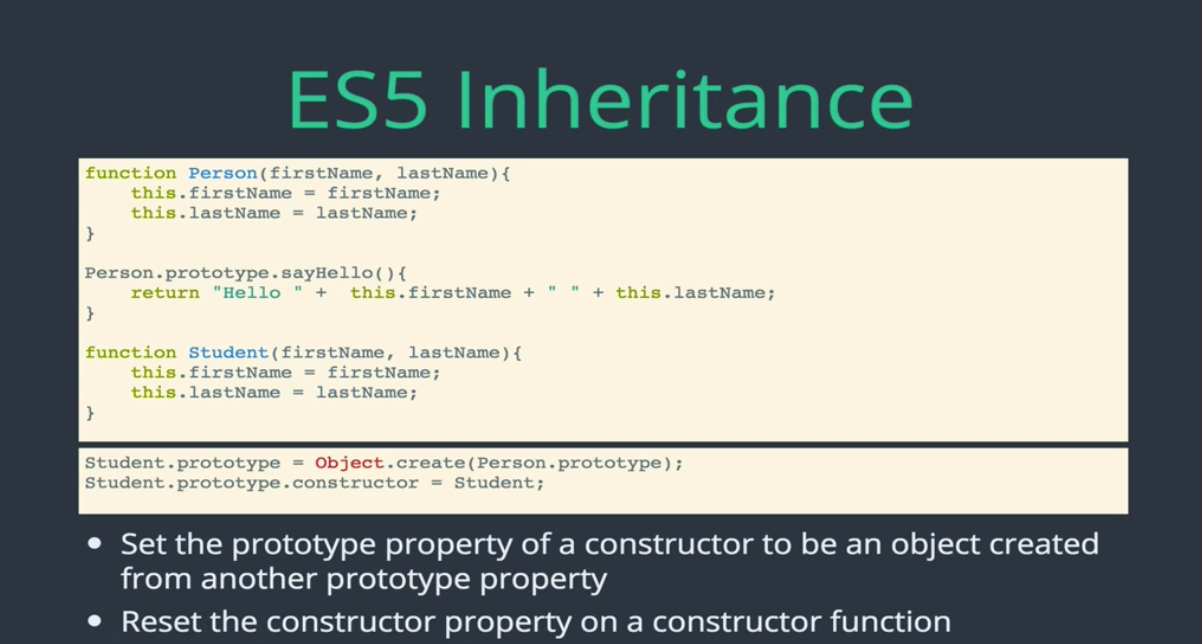 ES5 Inheritance
function Person(firstName, lastName){
    this.firstName = firstName;
    this.lastName = lastName;
}
Person.prototype.sayHello(){
    return "Hello " +  this.firstName + " " + this.lastName;
}
function Student(firstName, lastName){
    this.firstName = firstName;
    this.lastName = lastName;
}
Student.prototype = Object.create(Person.prototype);
Student.prototype.constructor = Student;
• Set the prototype property of a constructor to be an object created
from another prototype property
• Reset the constructor property on a constructor function